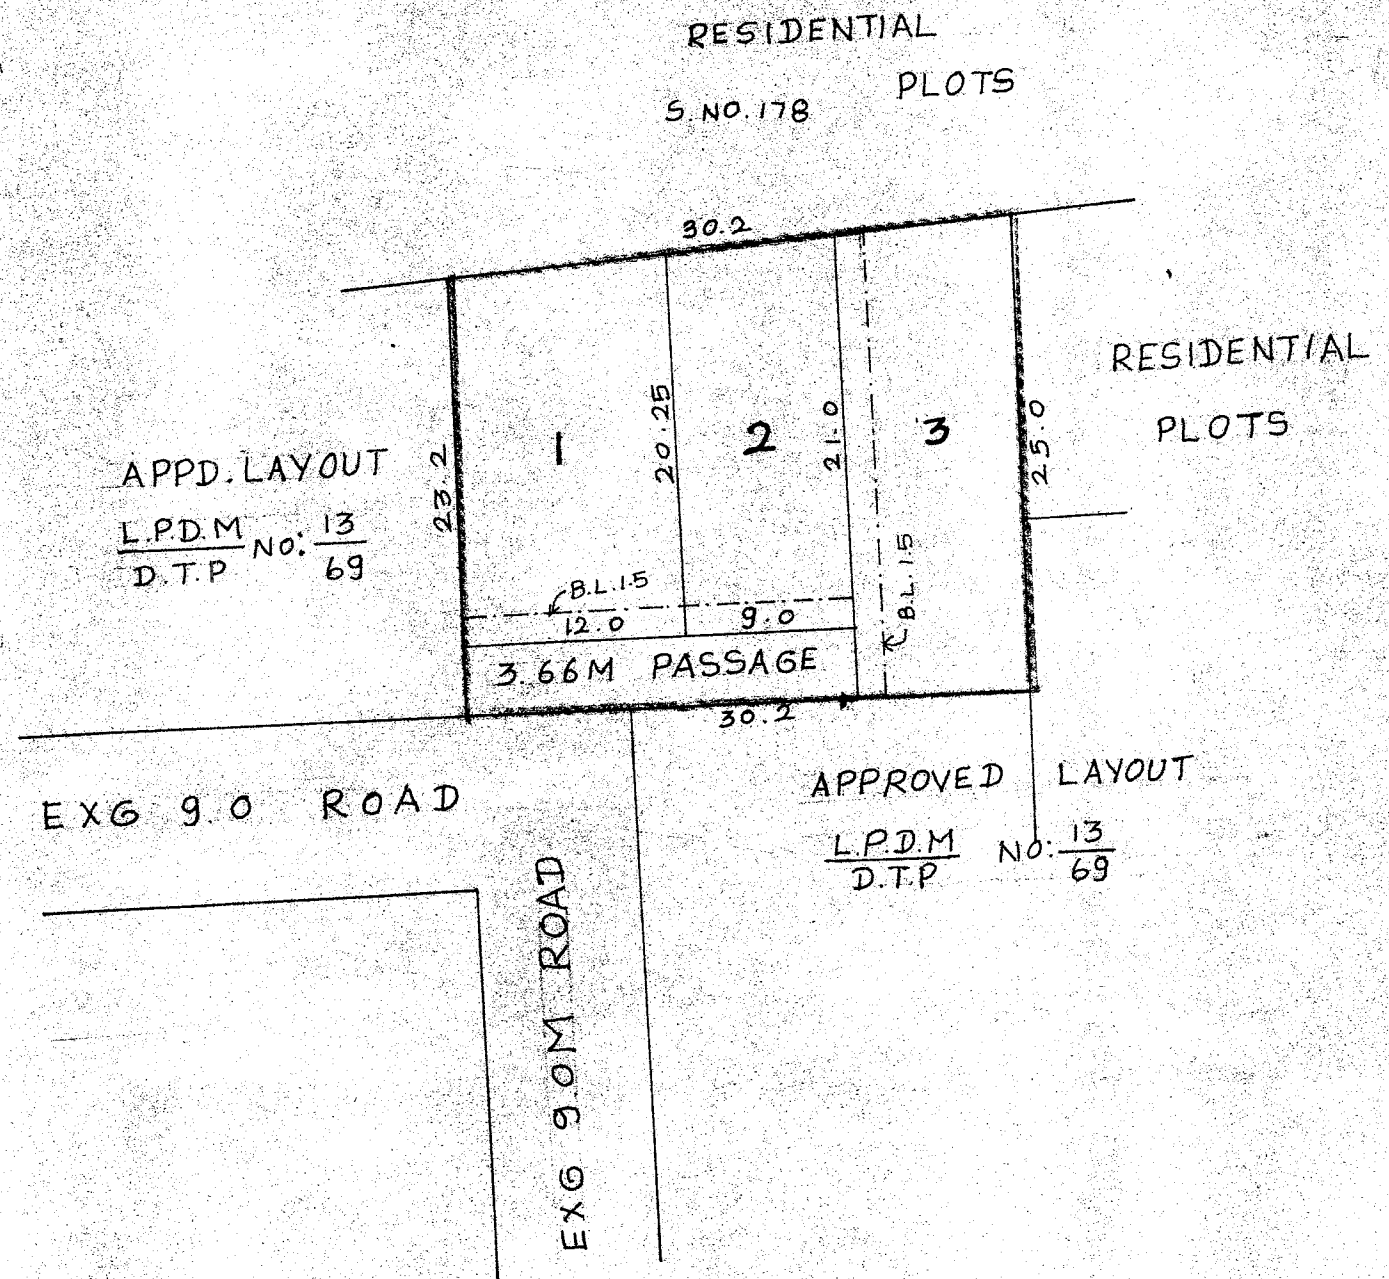 RESIDENTIAL
PLOTS
S.NO.178
30.2
RESIDENTIAL
PLOTS
APPD. LAYOUT
L.P.D.M
D.T.P
No:
13
69
23.2
1
20.25
2
21.0
3
25.0
B.L.1.5
12.0
9.0
B.L.15
3.66M PASSAGE
30.2
EXG 9.0 ROAD
APPROVED LAYOUT
L.P.D.M
D.T.P
No:
13
69
EXG 9.0M ROAD